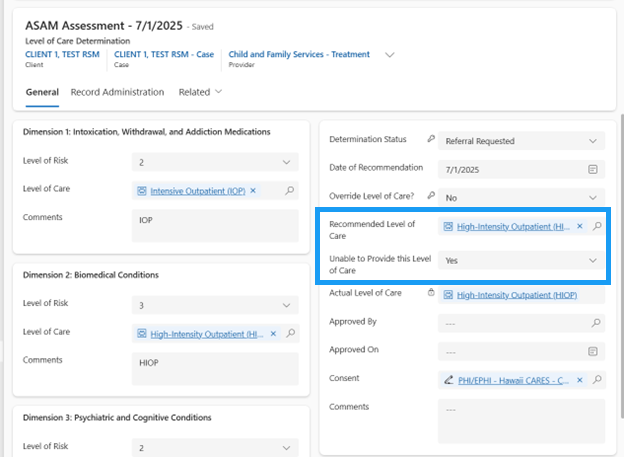 ASAM Assessment - 7/1/2025 - Saved
Level of Care Determination
CLIENT 1, TEST RSM
Client
CLIENT 1, TEST RSM - Case
Case
Child and Family Services - Treatment
Provider
General Record Administration Related
Dimension 1: Intoxication, Withdrawal, and Addiction Medications
Level of Risk 2
Level of Care Intensive Outpatient (IOP) ×
Comments IOP
Dimension 2: Biomedical Conditions
Level of Risk 3
Level of Care High-Intensity Outpatient (HI... ×
Comments HIOP
Dimension 3: Psychiatric and Cognitive Conditions
Level of Risk 2
Determination Status Referral Requested
Date of Recommendation 7/1/2025
Override Level of Care? No
Recommended Level of
Care
High-Intensity Outpatient (HI... ×
Unable to Provide this Level
of Care
Yes
Actual Level of Care High-Intensity Outpatient (HIOP)
Approved By ---
Approved On ---
Consent PHI/EPHI - Hawaii CARES - C... ×
Comments ---